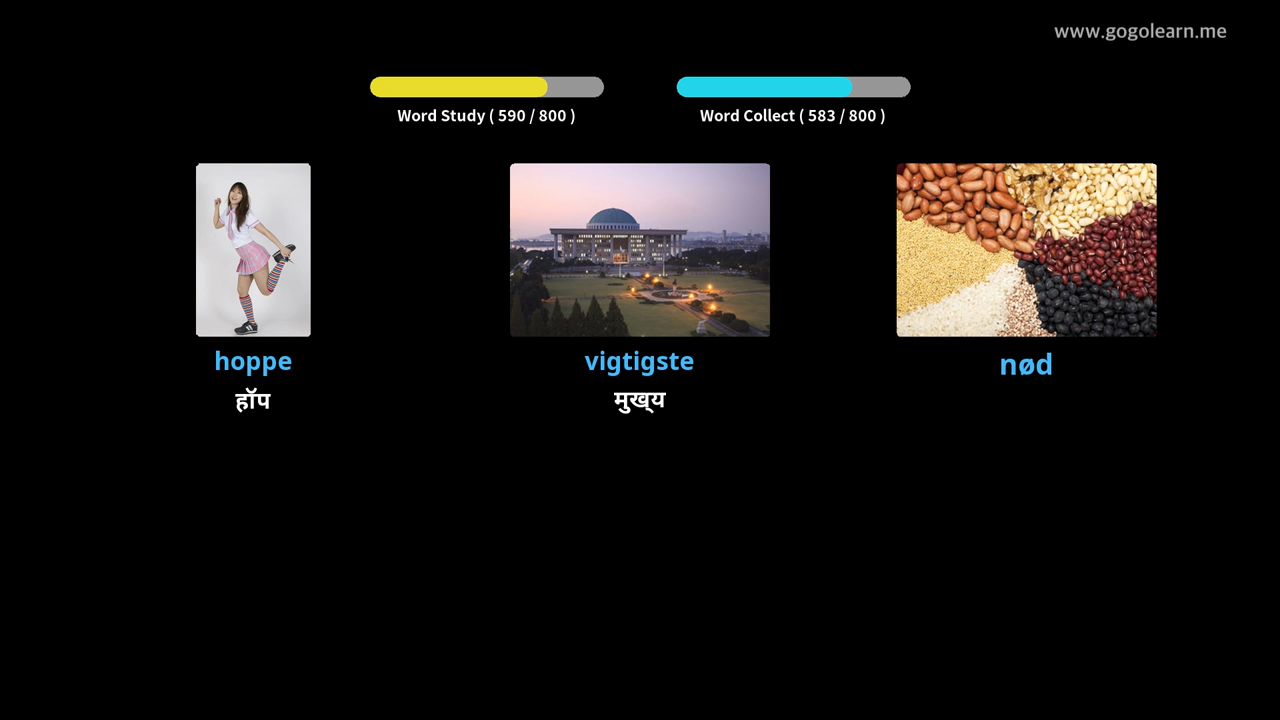 www.gogolearn.me
Word Study ( 590 / 800 )
Word Collect ( 583 / 800 )
hoppe
हॉप
vigtigste
मुख्य
nød